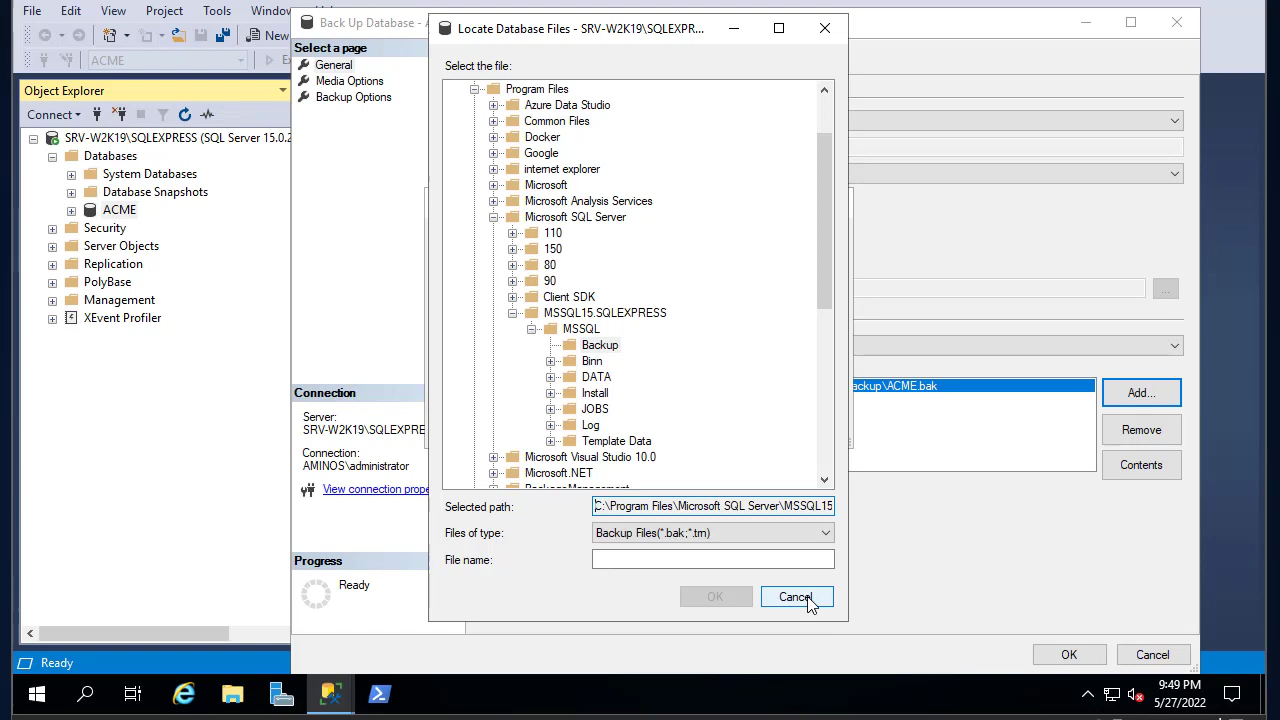 File
Edit
View
Project
Tools
Window
New
ACME
Object Explorer
Connect
SRV-W2K19\SQLEXPRESS (SQL Server 15.0.2
Databases
System Databases
Database Snapshots
ACME
Security
Server Objects
Replication
PolyBase
Management
XEvent Profiler
Ready
Back Up Database - A
Select a page
General
Media Options
Backup Options
Connection
Server:
SRV-W2K19\SQLEXPRE
Connection:
AMINOS\administrator
View connection prope
Progress
Ready
Locate Database Files - SRV-W2K19\SQLEXPR...
Select the file:
Program Files
Azure Data Studio
Common Files
Docker
Google
internet explorer
Microsoft
Microsoft Analysis Services
Microsoft SQL Server
110
150
80
90
Client SDK
MSSQL15.SQLEXPRESS
MSSQL
Backup
Binn
DATA
Install
JOBS
Log
Template Data
Microsoft Visual Studio 10.0
Microsoft.NET
PackageManagement
Selected path:
C:\Program Files\Microsoft SQL Server\MSSQL15
Files of type:
Backup Files(*.bak;*.trn)
File name:
OK
Cancel
...
ackup\ACME.bak
Add...
Remove
Contents
OK
Cancel
9:49 PM
5/27/2022